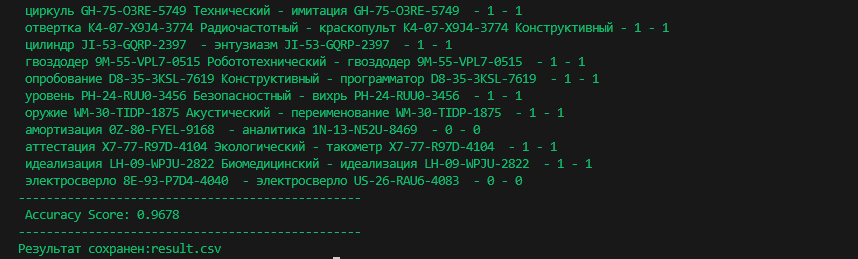 циркуль GH-75-O3RE-5749 Технический - имитация GH-75-O3RE-5749  - 1 - 1
отвертка K4-07-X9J4-3774 Радиочастотный - краскопульт K4-07-X9J4-3774 Конструктивный - 1 - 1
цилиндр JI-53-GQRP-2397  - энтузиазм JI-53-GQRP-2397  - 1 - 1
гвоздодер 9M-55-VPL7-0515 Робототехнический - гвоздодер 9M-55-VPL7-0515  - 1 - 1
опробование D8-35-3KSL-7619 Конструктивный - программатор D8-35-3KSL-7619  - 1 - 1
уровень PH-24-RUU0-3456 Безопасностный - вихрь PH-24-RUU0-3456  - 1 - 1
оружие WM-30-TIDP-1875 Акустический - переименование WM-30-TIDP-1875  - 1 - 1
амортизация 0Z-80-FYEL-9168  - аналитика 1N-13-N52U-8469  - 0 - 0
аттестация X7-77-R97D-4104 Экологический - такометр X7-77-R97D-4104  - 1 - 1
идеализация LH-09-WPJU-2822 Биомедицинский - идеализация LH-09-WPJU-2822  - 1 - 1
электросверло 8E-93-P7D4-4040  - электросверло US-26-RAU6-4083  - 0 - 0
------------------------------------------------
Accuracy Score: 0.9678
------------------------------------------------
Результат сохранен:result.csv